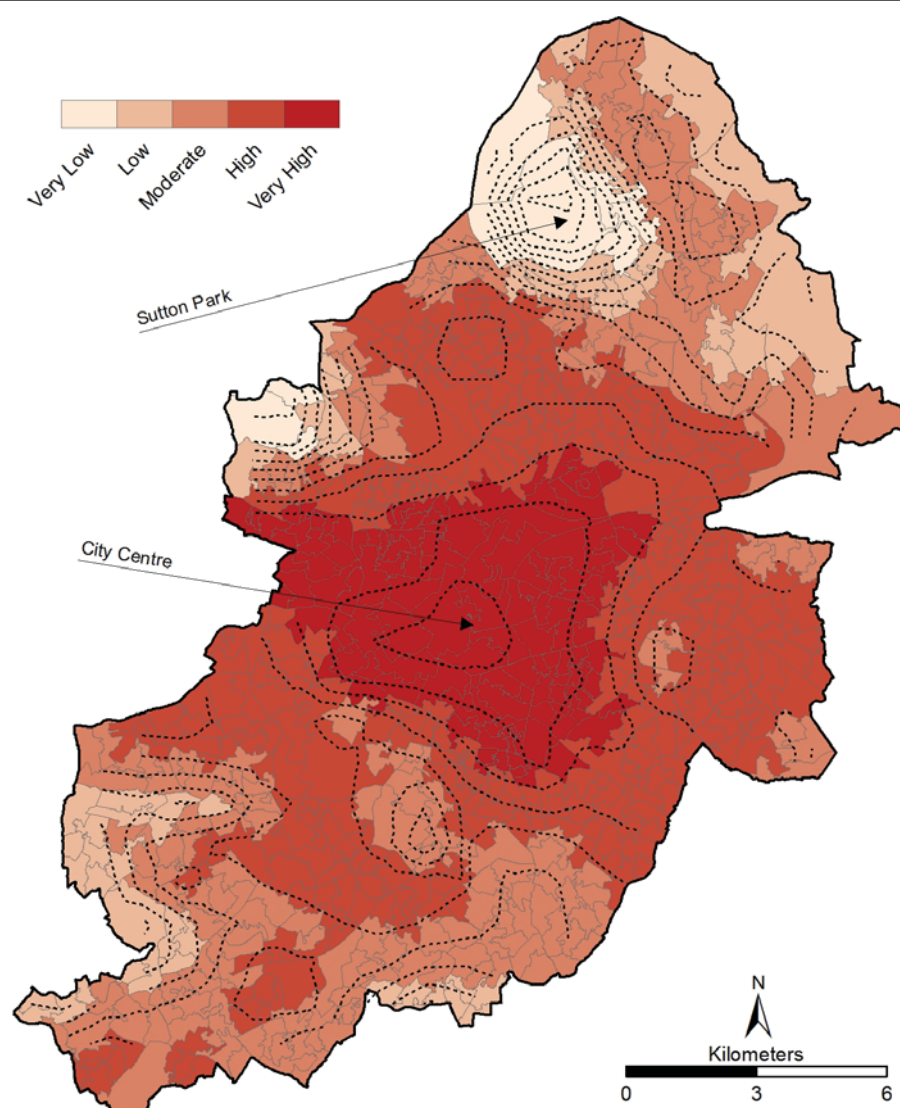 Very Low
Low
Moderate
High
Very High
Sutton Park
City Centre
N
Kilometers
0 3 6